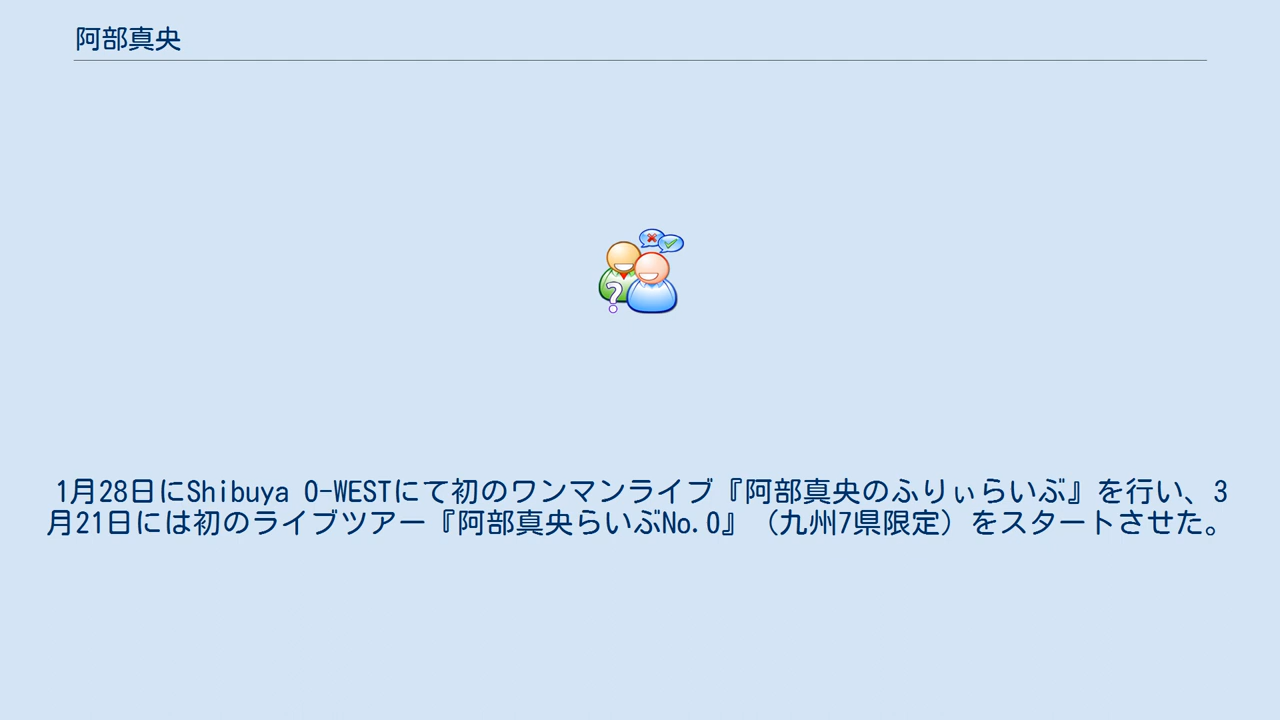 阿部真央
1月28日にShibuya O-WESTにて初のワンマンライブ『阿部真央のふりぃらいぶ』を行い、3
月21日には初のライブツアー『阿部真央らいぶNo.0』（九州7県限定）をスタートさせた。